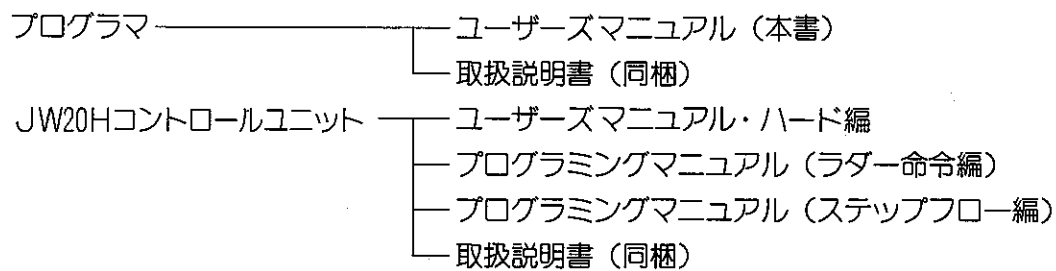 プログラマ ユーザーズマニュアル（本書）
取扱説明書（同梱）
JW20Hコントロールユニット ユーザーズマニュアル・ハード編
プログラミングマニュアル（ラダー命令編）
プログラミングマニュアル（ステップフロー編）
取扱説明書（同梱）